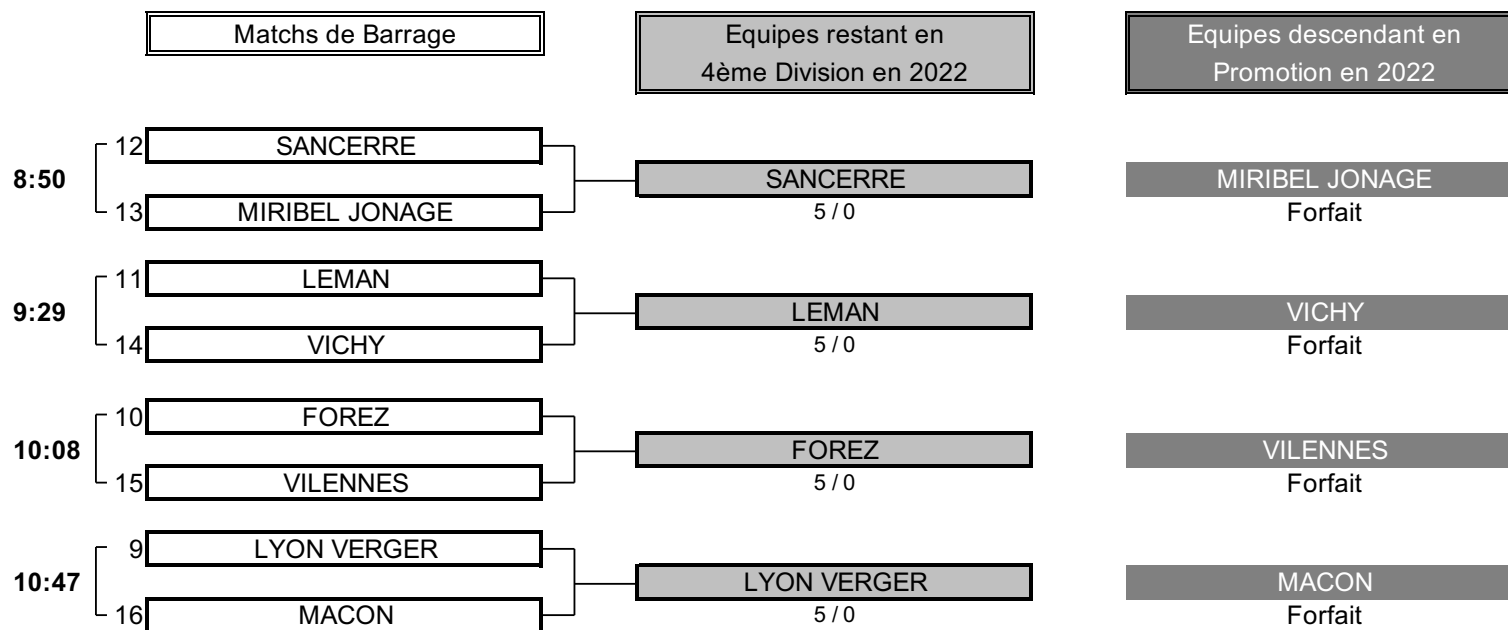 Matchs de Barrage
Equipes restant en
4ème Division en 2022
Equipes descendant en
Promotion en 2022
12 SANCERRE
8:50 SANCERRE MIRIBEL JONAGE
13 MIRIBEL JONAGE 5 / 0 Forfait
11 LEMAN
9:29 LEMAN VICHY
14 VICHY 5 / 0 Forfait
10 FOREZ
10:08 FOREZ VILENNES
15 VILENNES 5 / 0 Forfait
9 LYON VERGER
10:47 LYON VERGER MACON
16 MACON 5 / 0 Forfait